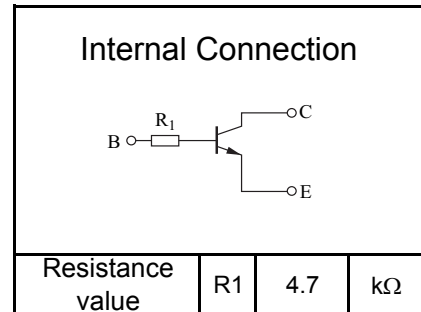 Internal Connection
R1
C
B
E
Resistance
value
R1
4.7
kΩ